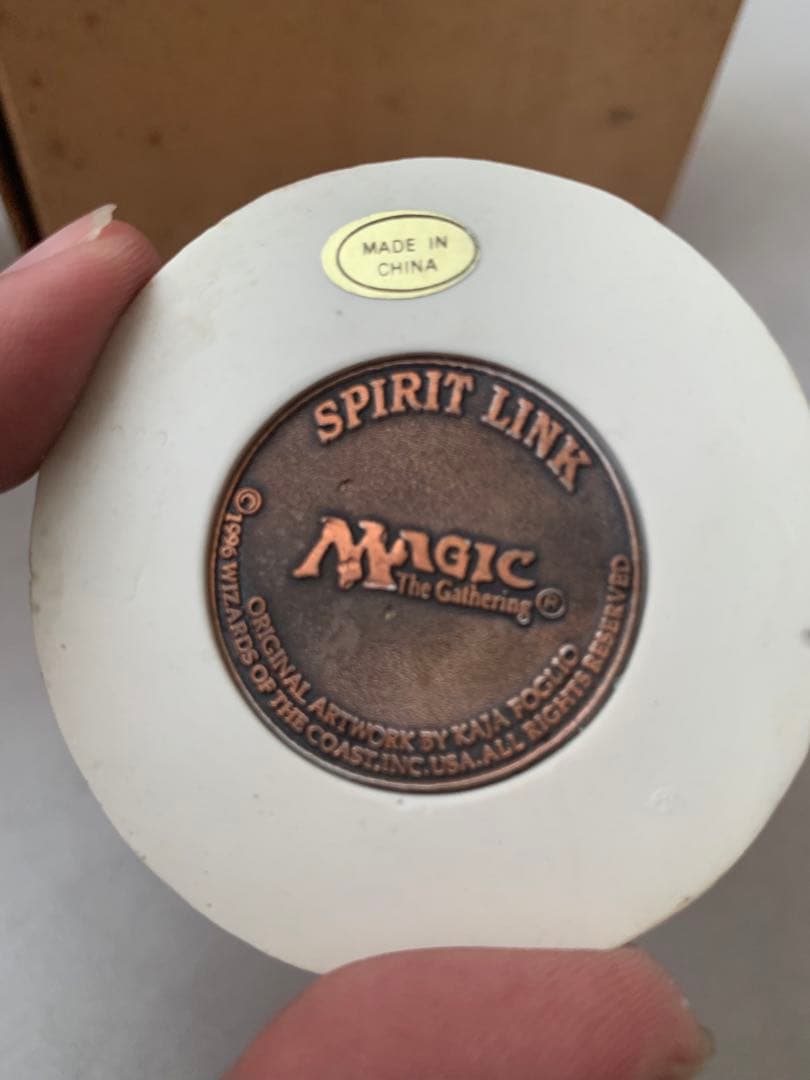 MADE IN
CHINA
SPIRIT LINK
MAGIC
The Gathering®
ORIGINAL ARTWORK BY KAJA FOGLIO
©1996 WIZARDS OF THE COAST,INC.USA.ALL RIGHTS RESERVED